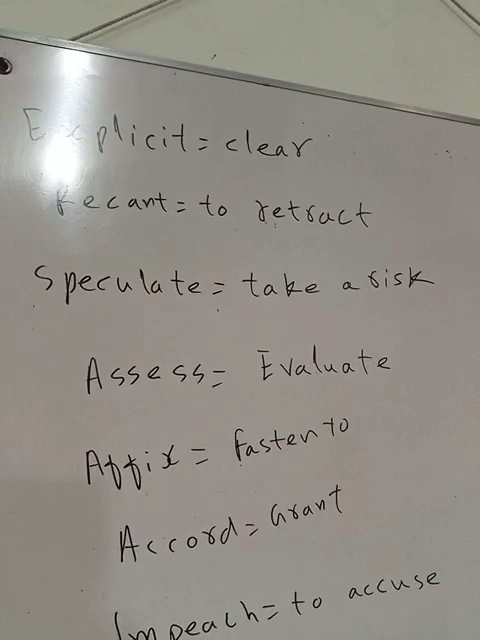 Explicit = clear
Recant = to retract
Speculate = take a risk
Assess = Evaluate
Affix = fasten to
Accord = Grant
Impeach = to accuse